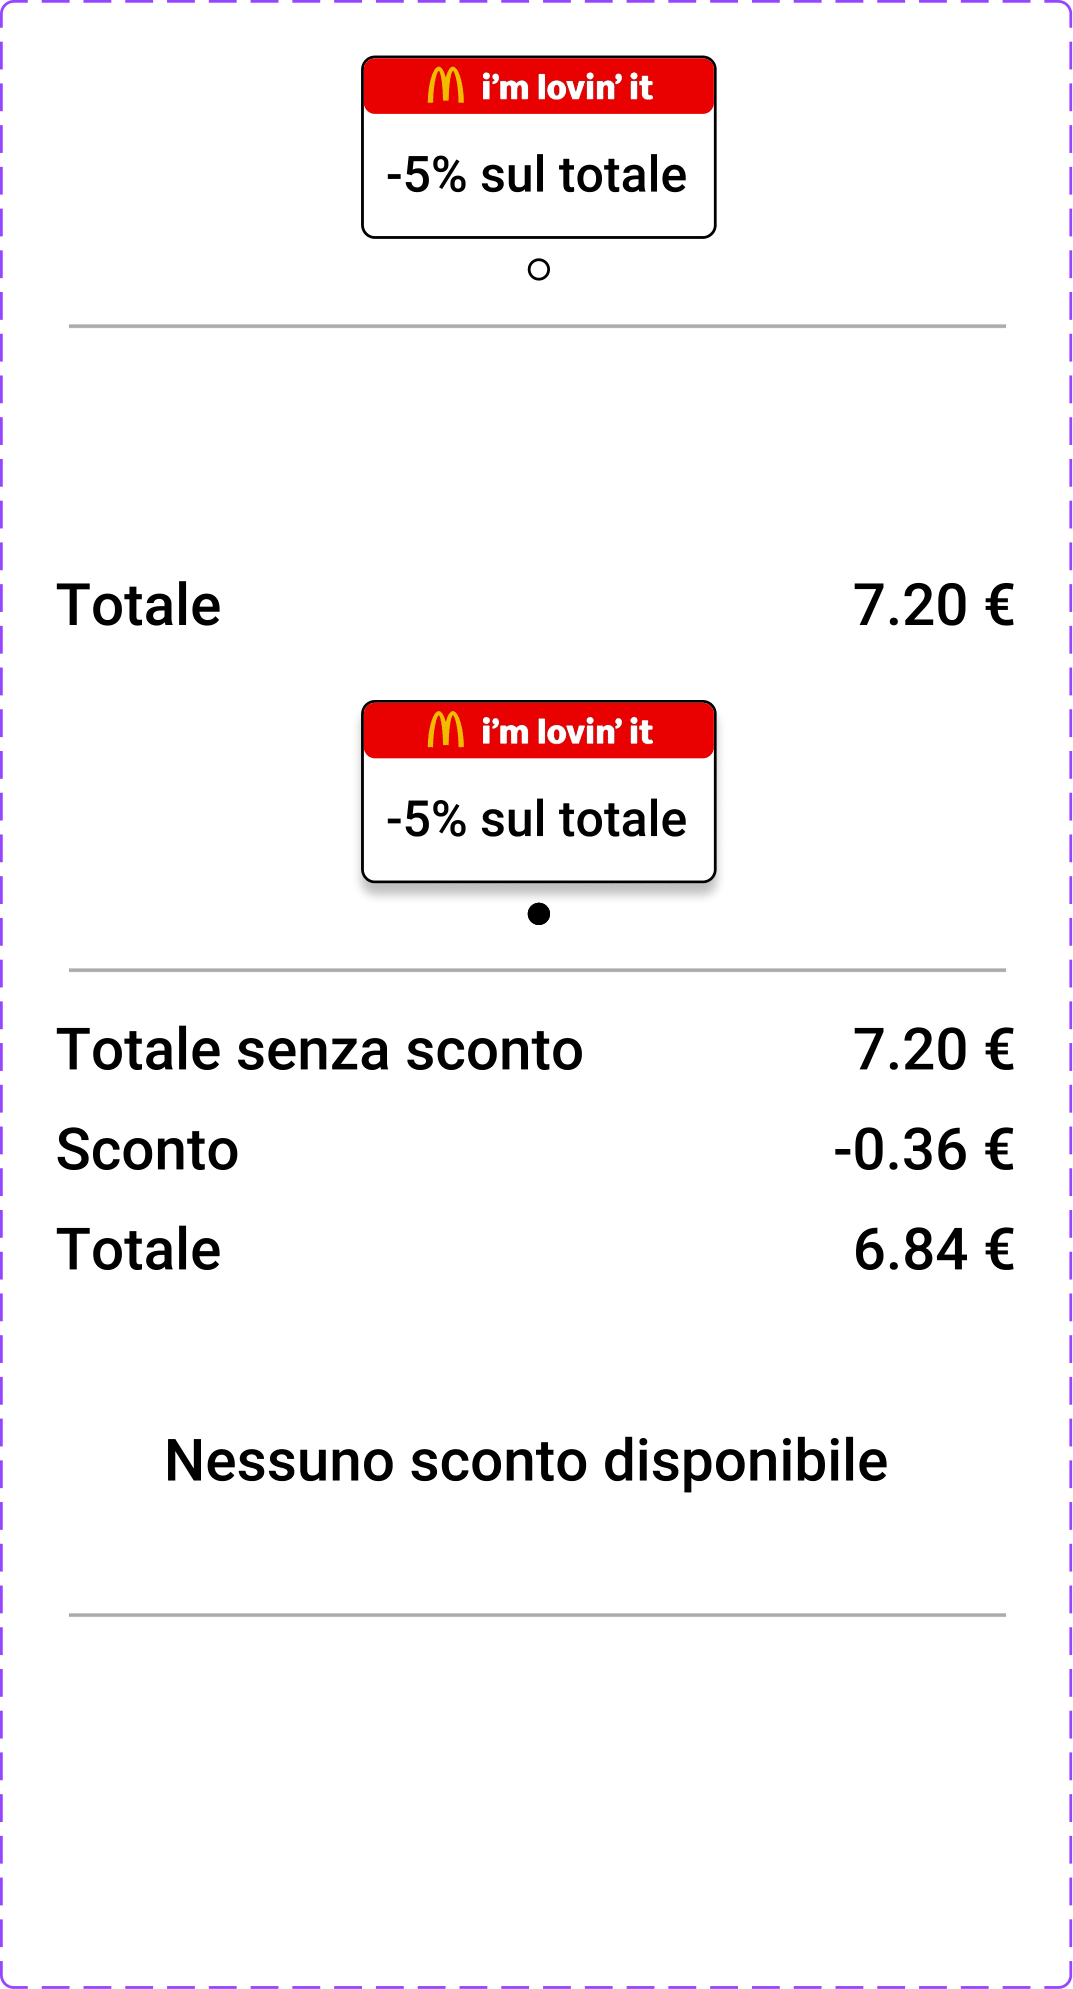 i'm lovin' it
-5% sul totale
Totale 7.20 €
i'm lovin' it
-5% sul totale
Totale senza sconto 7.20 €
Sconto -0.36 €
Totale 6.84 €
Nessuno sconto disponibile